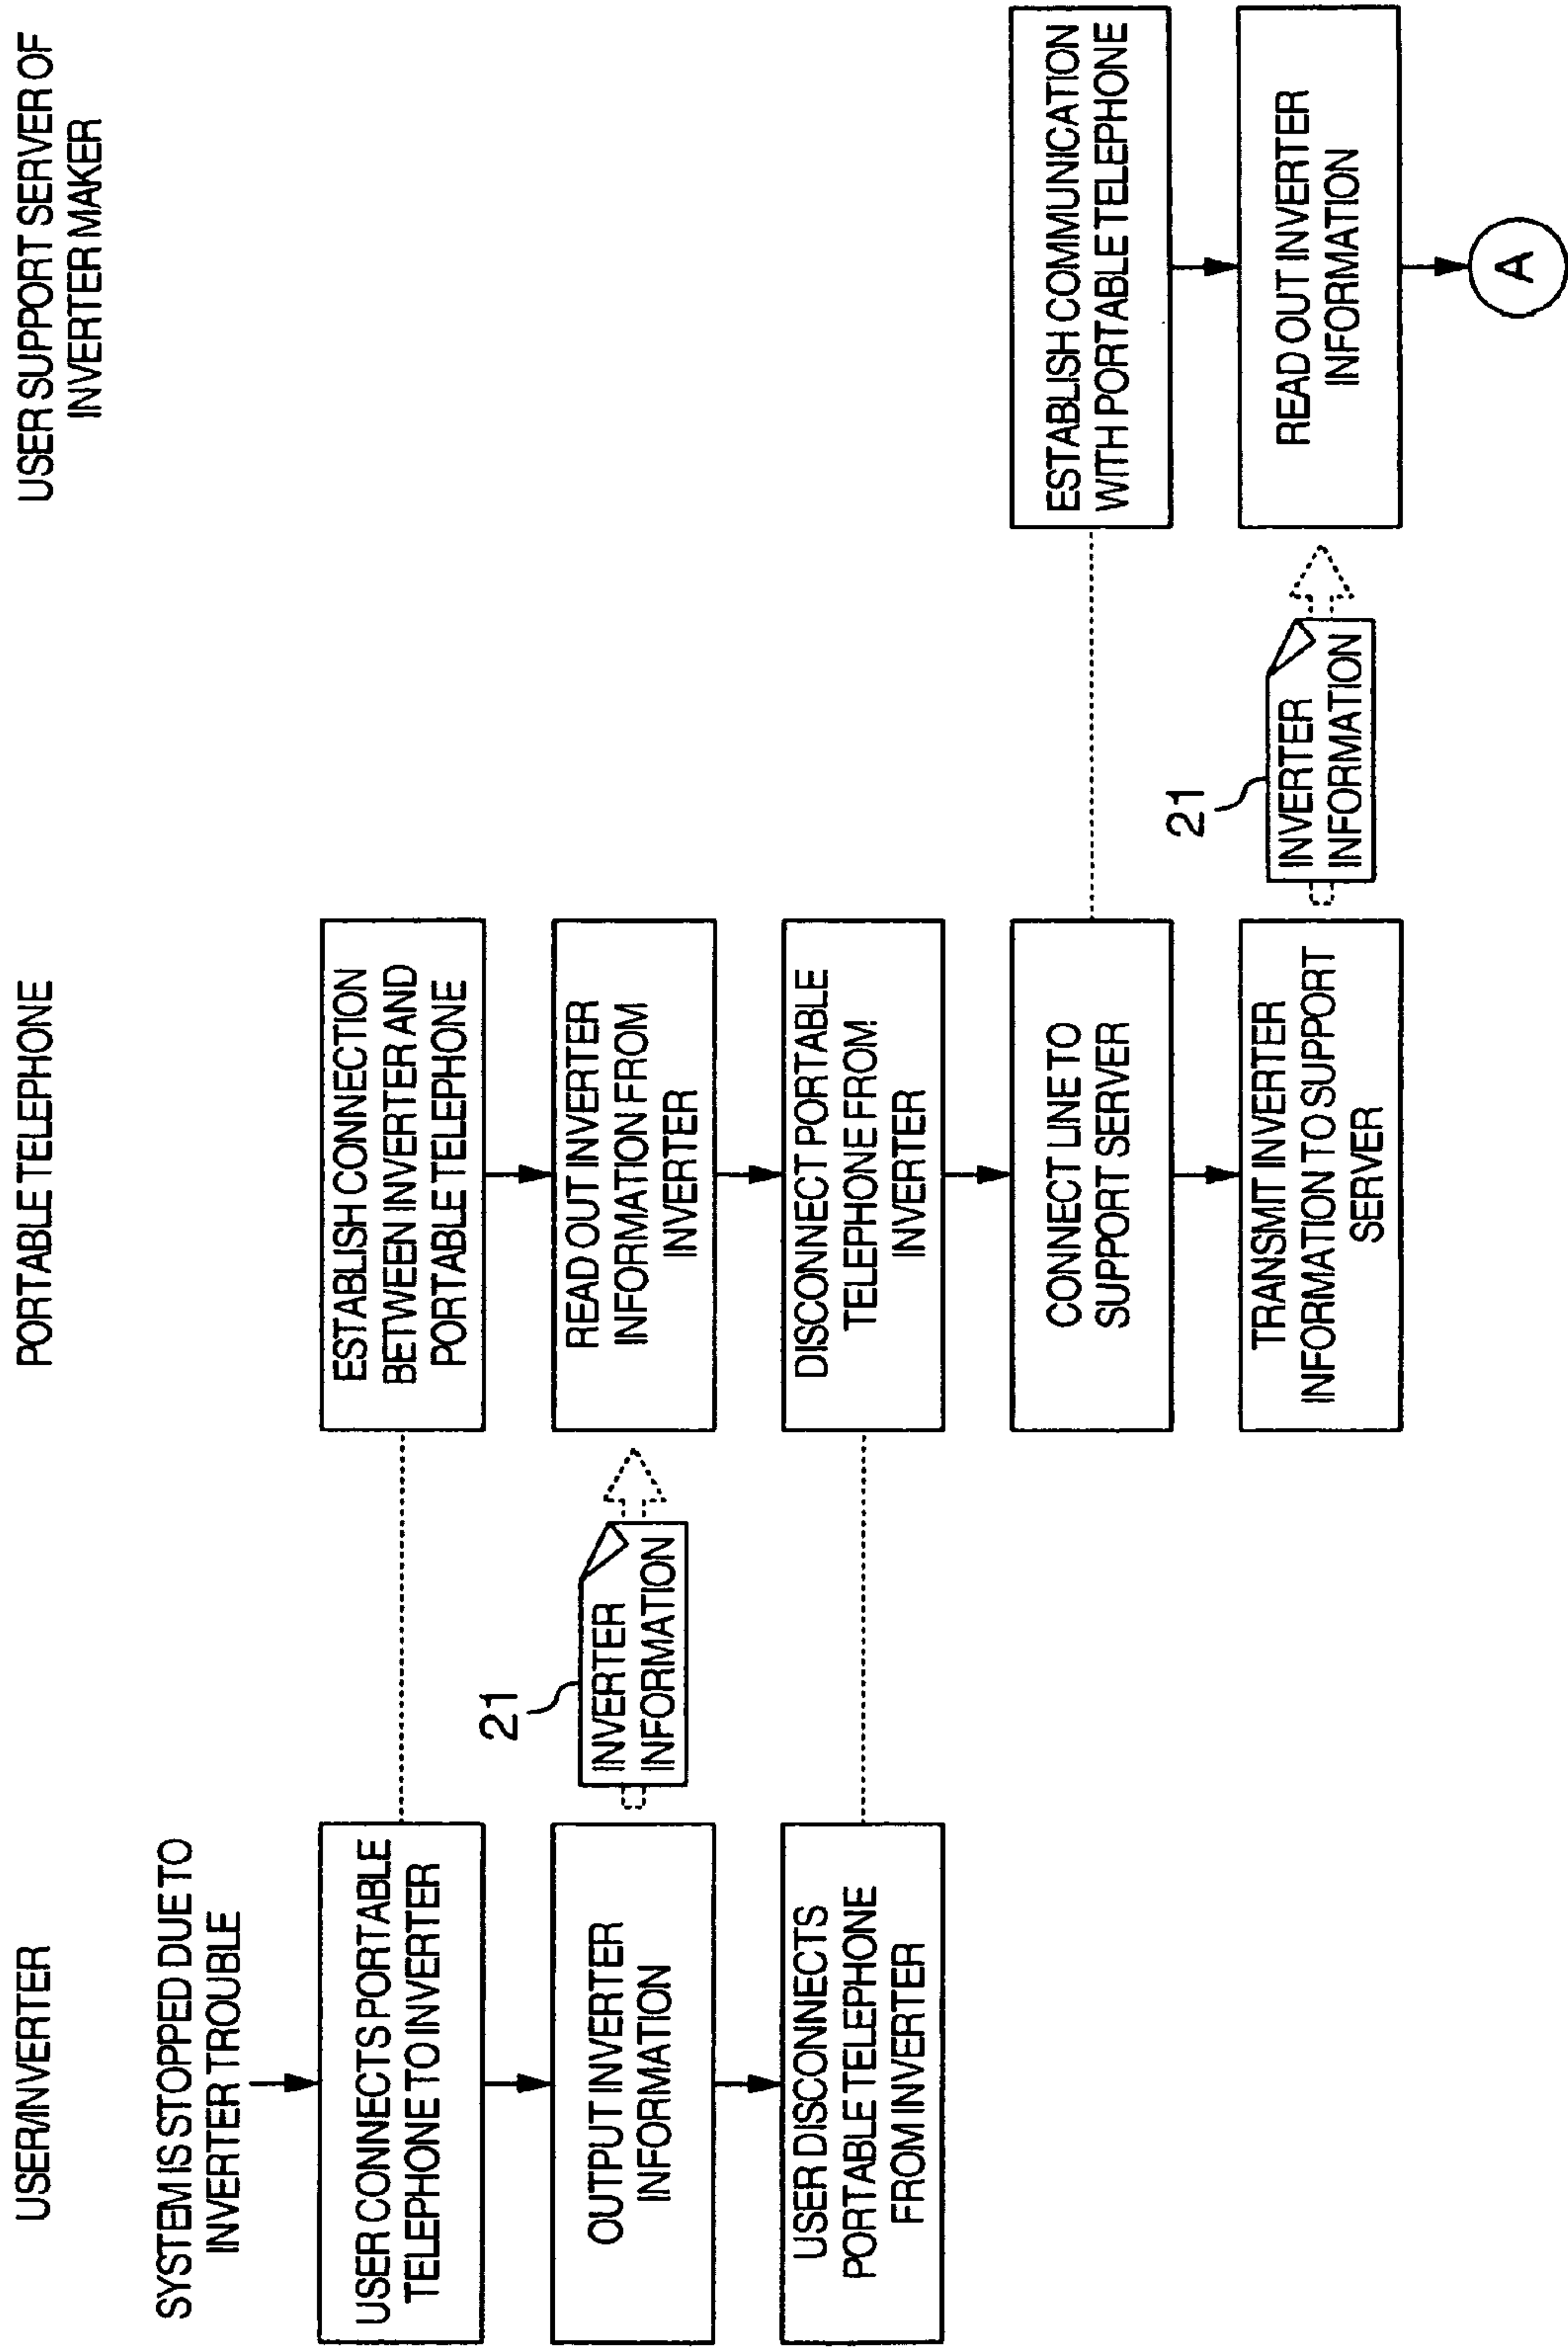 USER/INVERTER
PORTABLE TELEPHONE
USER SUPPORT SERVER OF
INVERTER MAKER
SYSTEM IS STOPPED DUE TO
INVERTER TROUBLE
USER CONNECTS PORTABLE
TELEPHONE TO INVERTER
ESTABLISH CONNECTION
BETWEEN INVERTER AND
PORTABLE TELEPHONE
OUTPUT INVERTER
INFORMATION
21
INVERTER
INFORMATION
READ OUT INVERTER
INFORMATION FROM
INVERTER
USER DISCONNECTS
PORTABLE TELEPHONE
FROM INVERTER
DISCONNECT PORTABLE
TELEPHONE FROM
INVERTER
CONNECT LINE TO
SUPPORT SERVER
ESTABLISH COMMUNICATION
WITH PORTABLE TELEPHONE
TRANSMIT INVERTER
INFORMATION TO SUPPORT
SERVER
21
INVERTER
INFORMATION
READ OUT INVERTER
INFORMATION
A